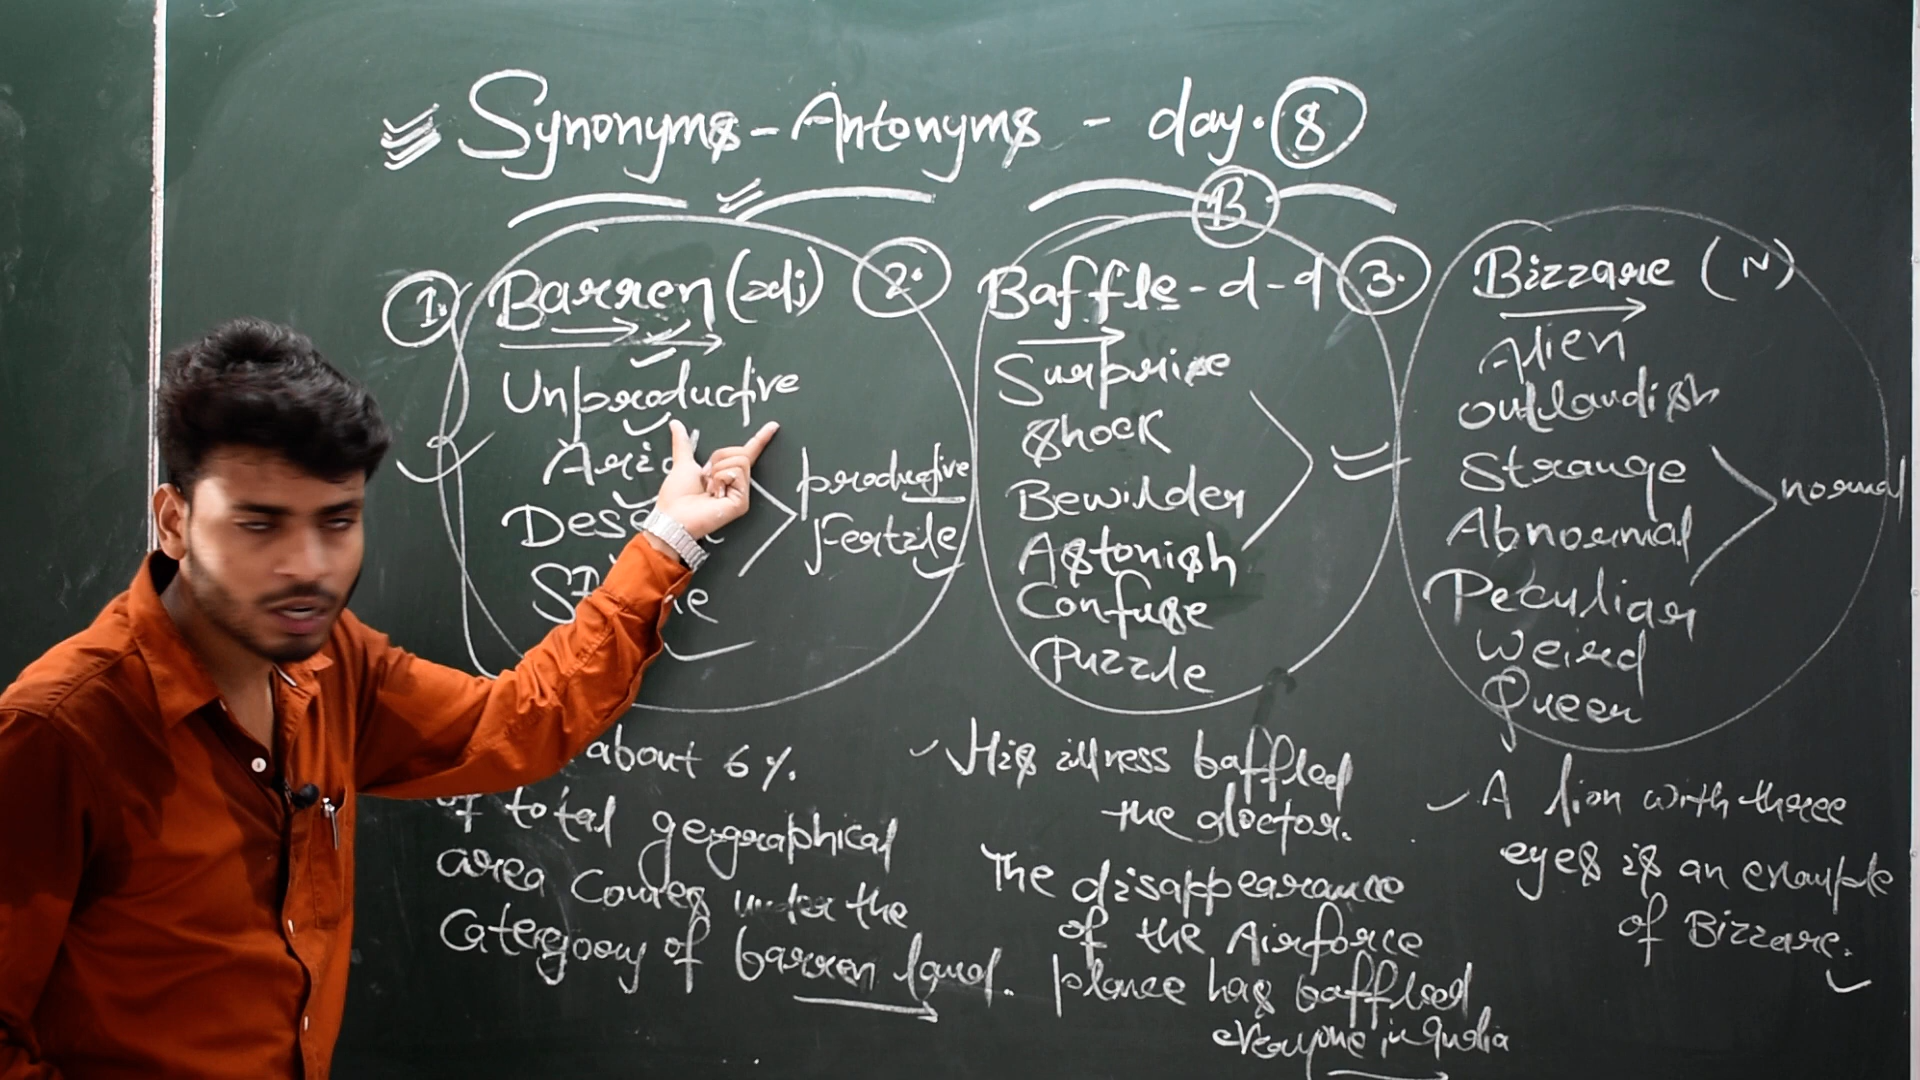 Synonyms - Antonyms - day. 8
B
1. Barren (adj)
Unproductive
Arid
productive
Fertile
2. Baffle - d - d
Surprise
Shock
Bewilder
Astonish
Confuse
Puzzle
3. Bizzare (N)
Alien
outlandish
Strange
Abnormal
Peculiar
Weird
Queer
normal
about 6%.
of total geographical
area comes under the
Catergoory of barren land.
His illness baffled
the doctor.
The disappearance
of the Airforce
plance has baffled
everyone in India
A lion with three
eyes is an example
of Bizzare.